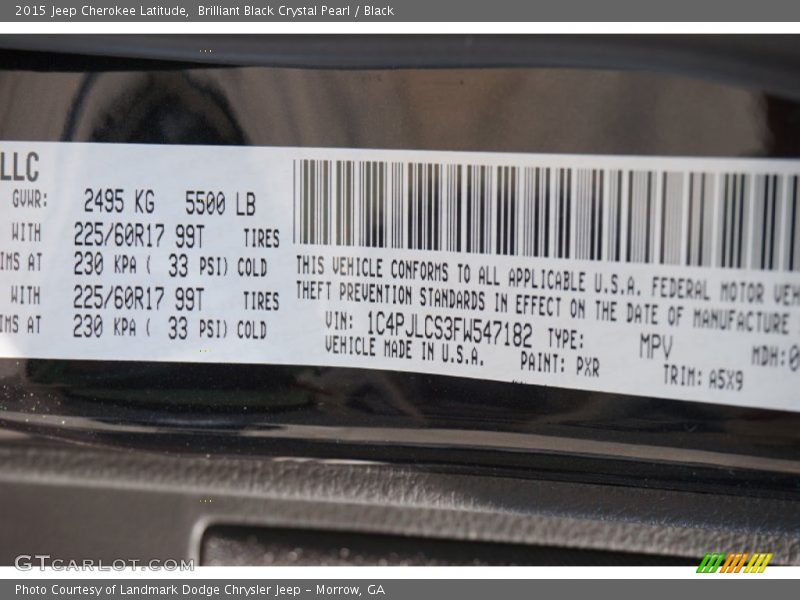 2015 Jeep Cherokee Latitude,  Brilliant Black Crystal Pearl / Black
LLC
GVWR: 2495 KG 5500 LB
WITH 225/60R17 99T TIRES
IMS AT 230 KPA ( 33 PSI) COLD
WITH 225/60R17 99T TIRES
IMS AT 230 KPA ( 33 PSI) COLD
THIS VEHICLE CONFORMS TO ALL APPLICABLE U.S.A. FEDERAL MOTOR VEH
THEFT PREVENTION STANDARDS IN EFFECT ON THE DATE OF MANUFACTURE
VIN: 1C4PJLCS3FW547182 TYPE: MPV MDH:0
VEHICLE MADE IN U.S.A. PAINT: PXR TRIM: A5X9
GTCARLOT.COM
Photo Courtesy of Landmark Dodge Chrysler Jeep – Morrow, GA